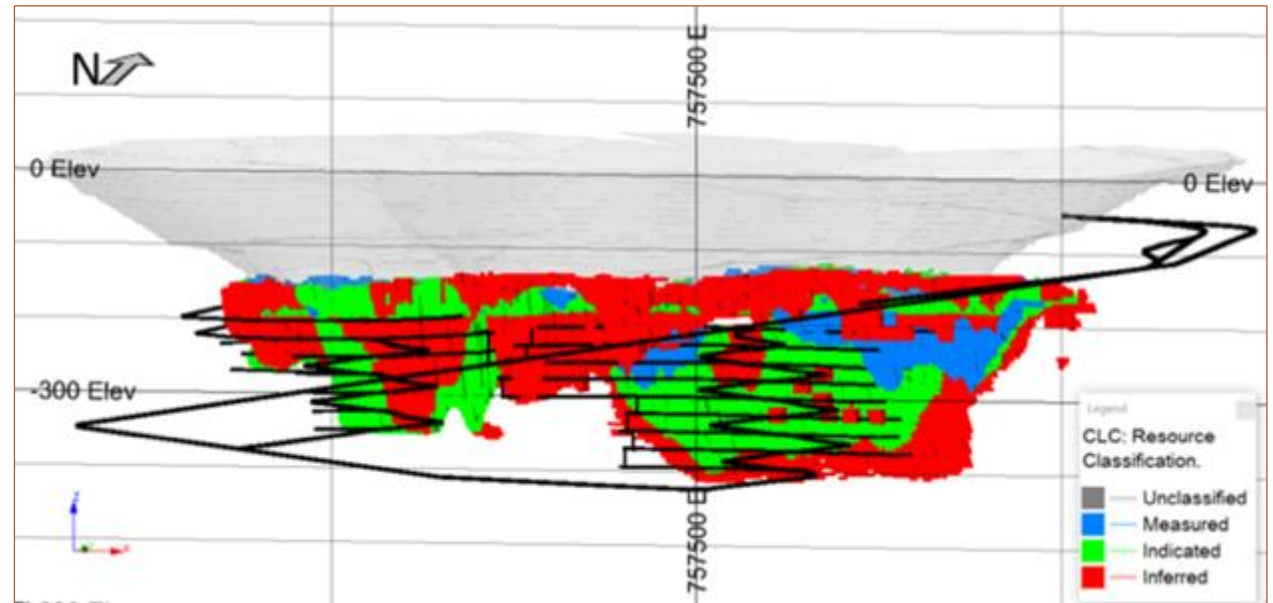 N
757500 E
0 Elev
0 Elev
-300 Elev
757500 E
Legend
CLC: Resource
Classification.
Unclassified
Measured
Indicated
Inferred